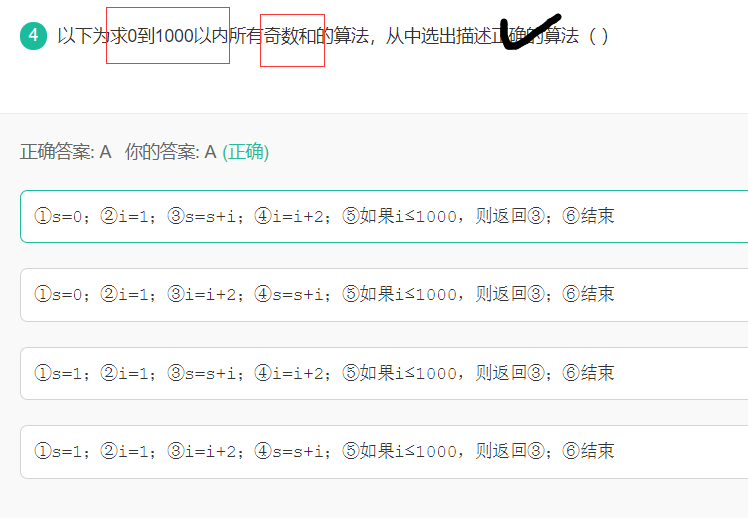 4 以下为求0到1000以内所有奇数和的算法，从中选出描述正确的算法（ ）
正确答案: A 你的答案: A (正确)
①s=0；②i=1；③s=s+i；④i=i+2；⑤如果i≤1000，则返回③；⑥结束
①s=0；②i=1；③i=i+2；④s=s+i；⑤如果i≤1000，则返回③；⑥结束
①s=1；②i=1；③s=s+i；④i=i+2；⑤如果i≤1000，则返回③；⑥结束
①s=1；②i=1；③i=i+2；④s=s+i；⑤如果i≤1000，则返回③；⑥结束